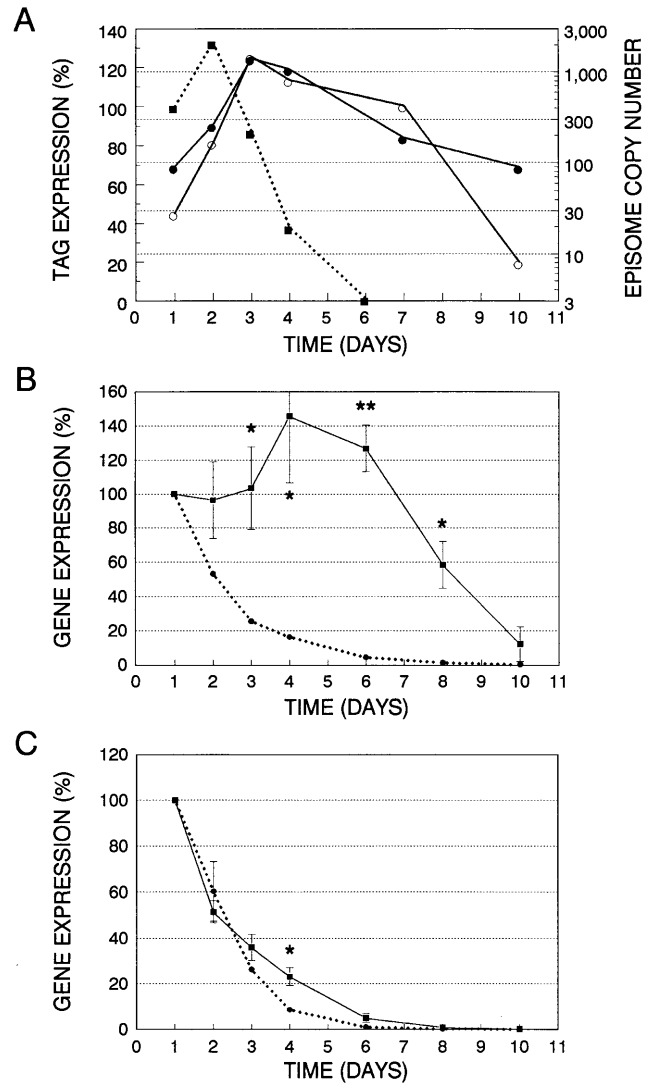 A
TAG EXPRESSION (%)
140
120
100
80
60
40
20
0
3,000
1,000
300
100
30
10
3
EPISOME COPY NUMBER
0 1 2 3 4 5 6 7 8 9 10 11
TIME (DAYS)
B
GENE EXPRESSION (%)
160
140
120
100
80
60
40
20
0
*
*
**
*
0 1 2 3 4 5 6 7 8 9 10 11
TIME (DAYS)
C
GENE EXPRESSION (%)
120
100
80
60
40
20
0
*
0 1 2 3 4 5 6 7 8 9 10 11
TIME (DAYS)